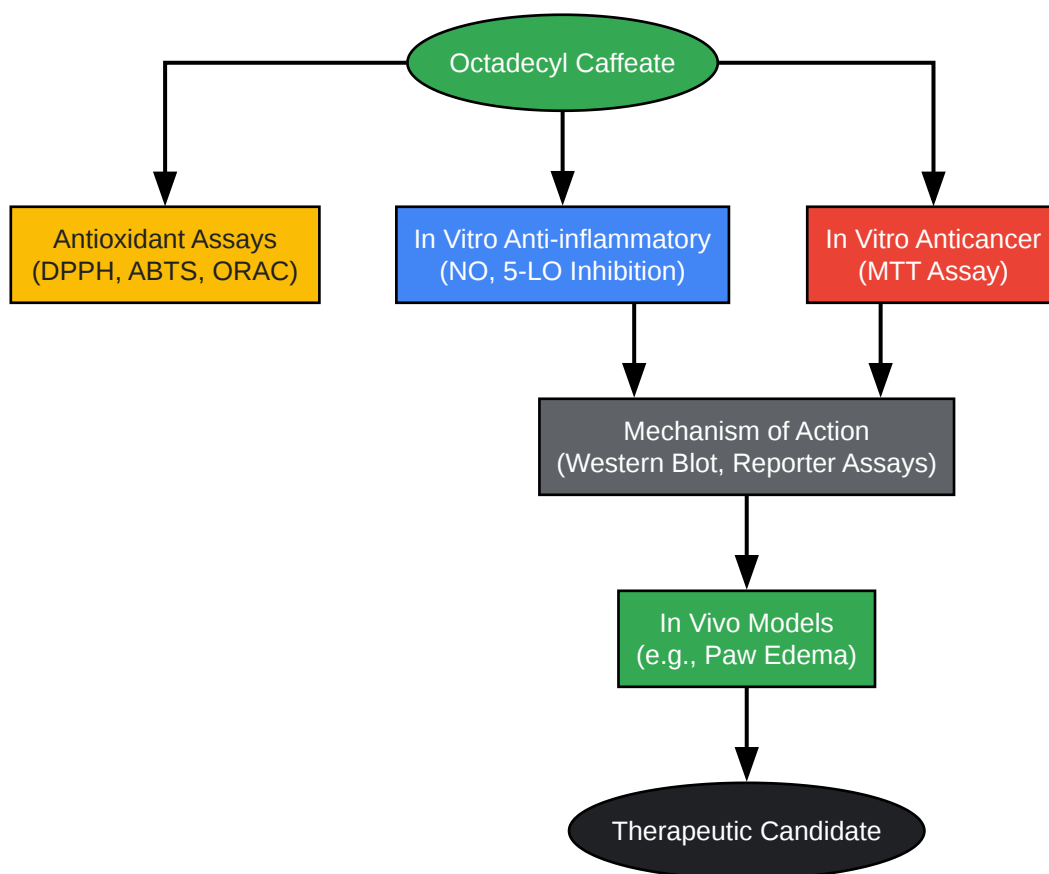 Octadecyl Caffeate
Antioxidant Assays
(DPPH, ABTS, ORAC)
In Vitro Anti-inflammatory
(NO, 5-LO Inhibition)
In Vitro Anticancer
(MTT Assay)
Mechanism of Action
(Western Blot, Reporter Assays)
In Vivo Models
(e.g., Paw Edema)
Therapeutic Candidate